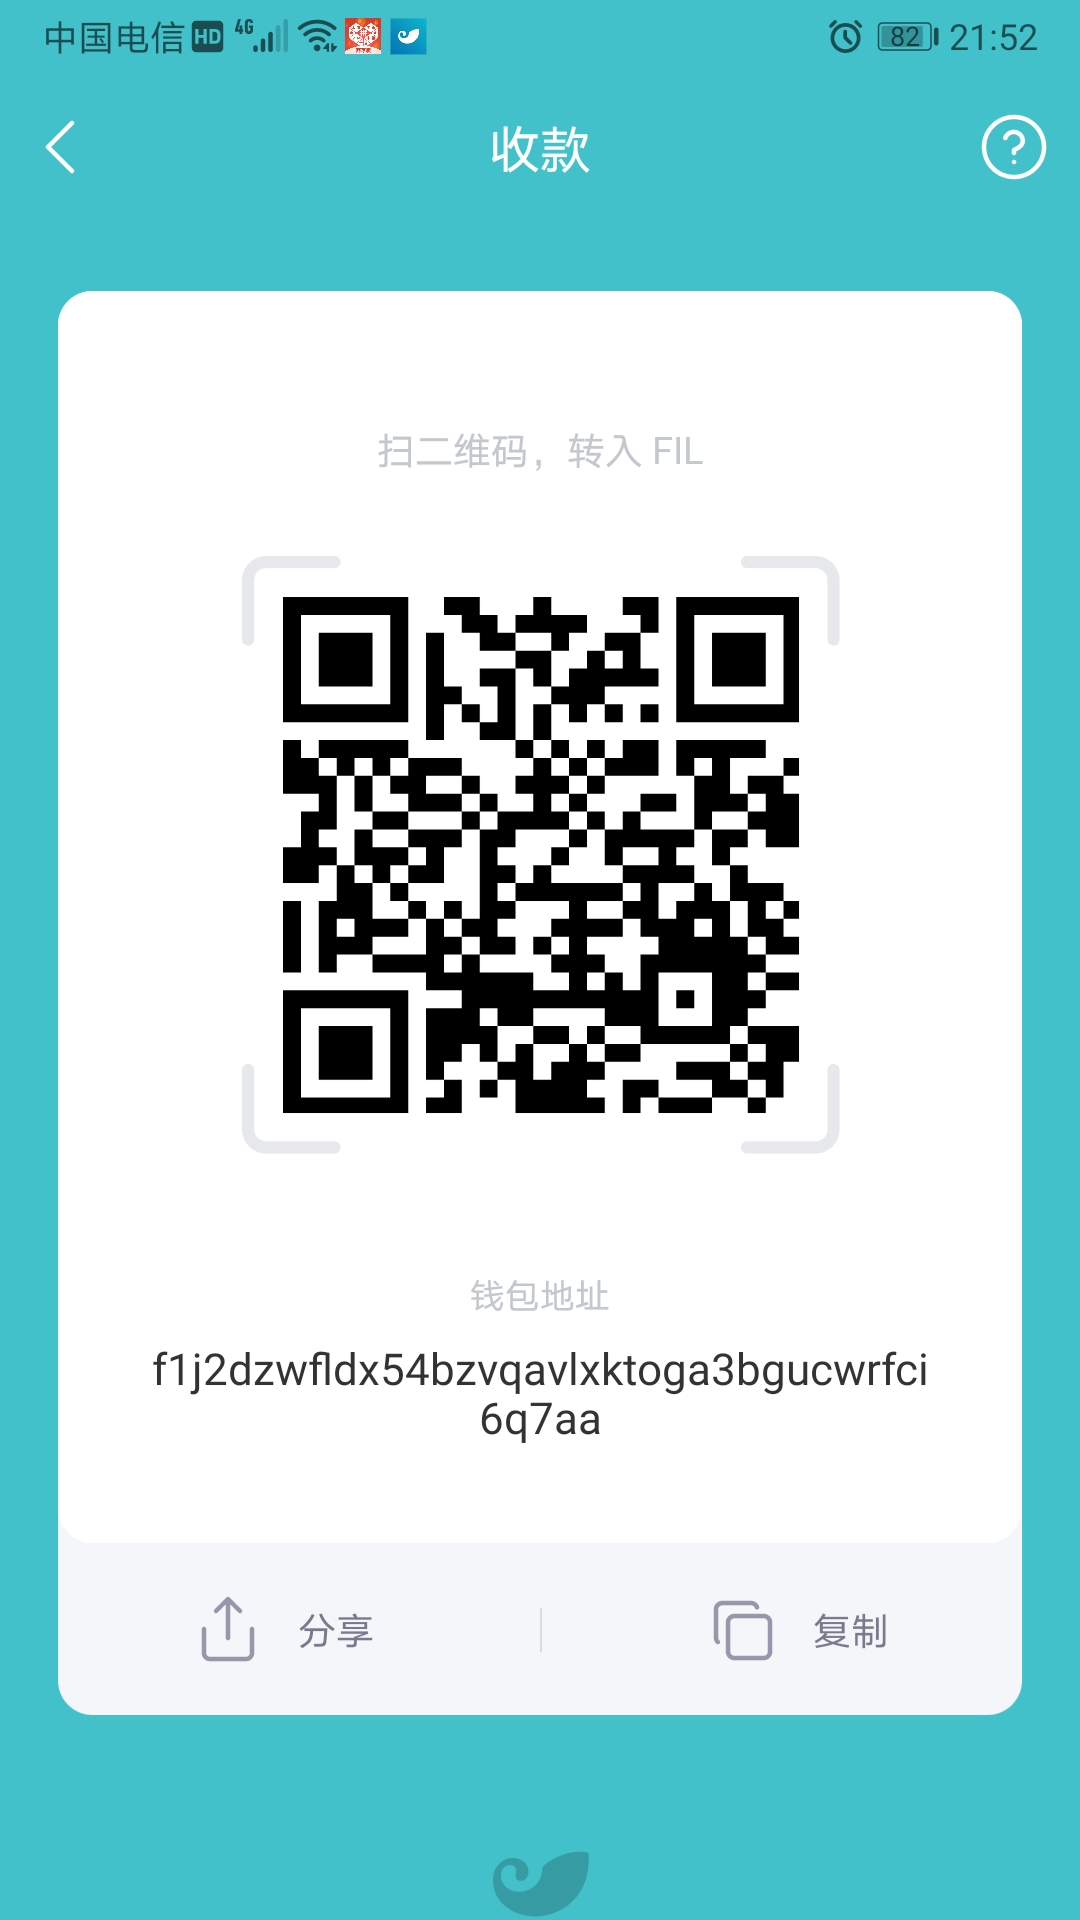 中国电信 HD 4G 82 21:52
收款
扫二维码，转入 FIL
钱包地址
f1j2dzwfldx54bzvqavlxktoga3bgucwrfci
6q7aa
分享 复制